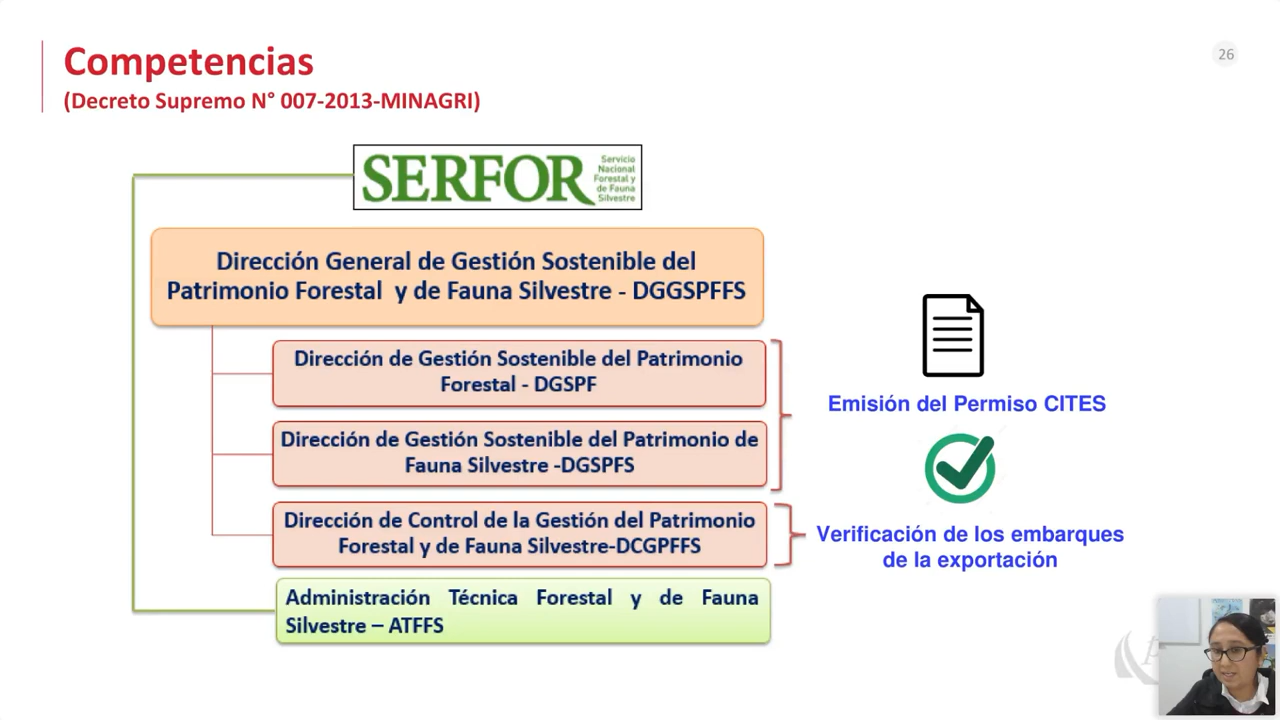 Competencias
26
(Decreto Supremo N° 007-2013-MINAGRI)
SERFOR
Servicio
Nacional
Forestal y
de Fauna
Silvestre
Dirección General de Gestión Sostenible del
Patrimonio Forestal y de Fauna Silvestre - DGGSPFFS
Dirección de Gestión Sostenible del Patrimonio
Forestal - DGSPF
Dirección de Gestión Sostenible del Patrimonio de
Fauna Silvestre -DGSPFS
Dirección de Control de la Gestión del Patrimonio
Forestal y de Fauna Silvestre-DCGPFFS
Administración Técnica Forestal y de Fauna
Silvestre – ATFFS
Emisión del Permiso CITES
Verificación de los embarques
de la exportación